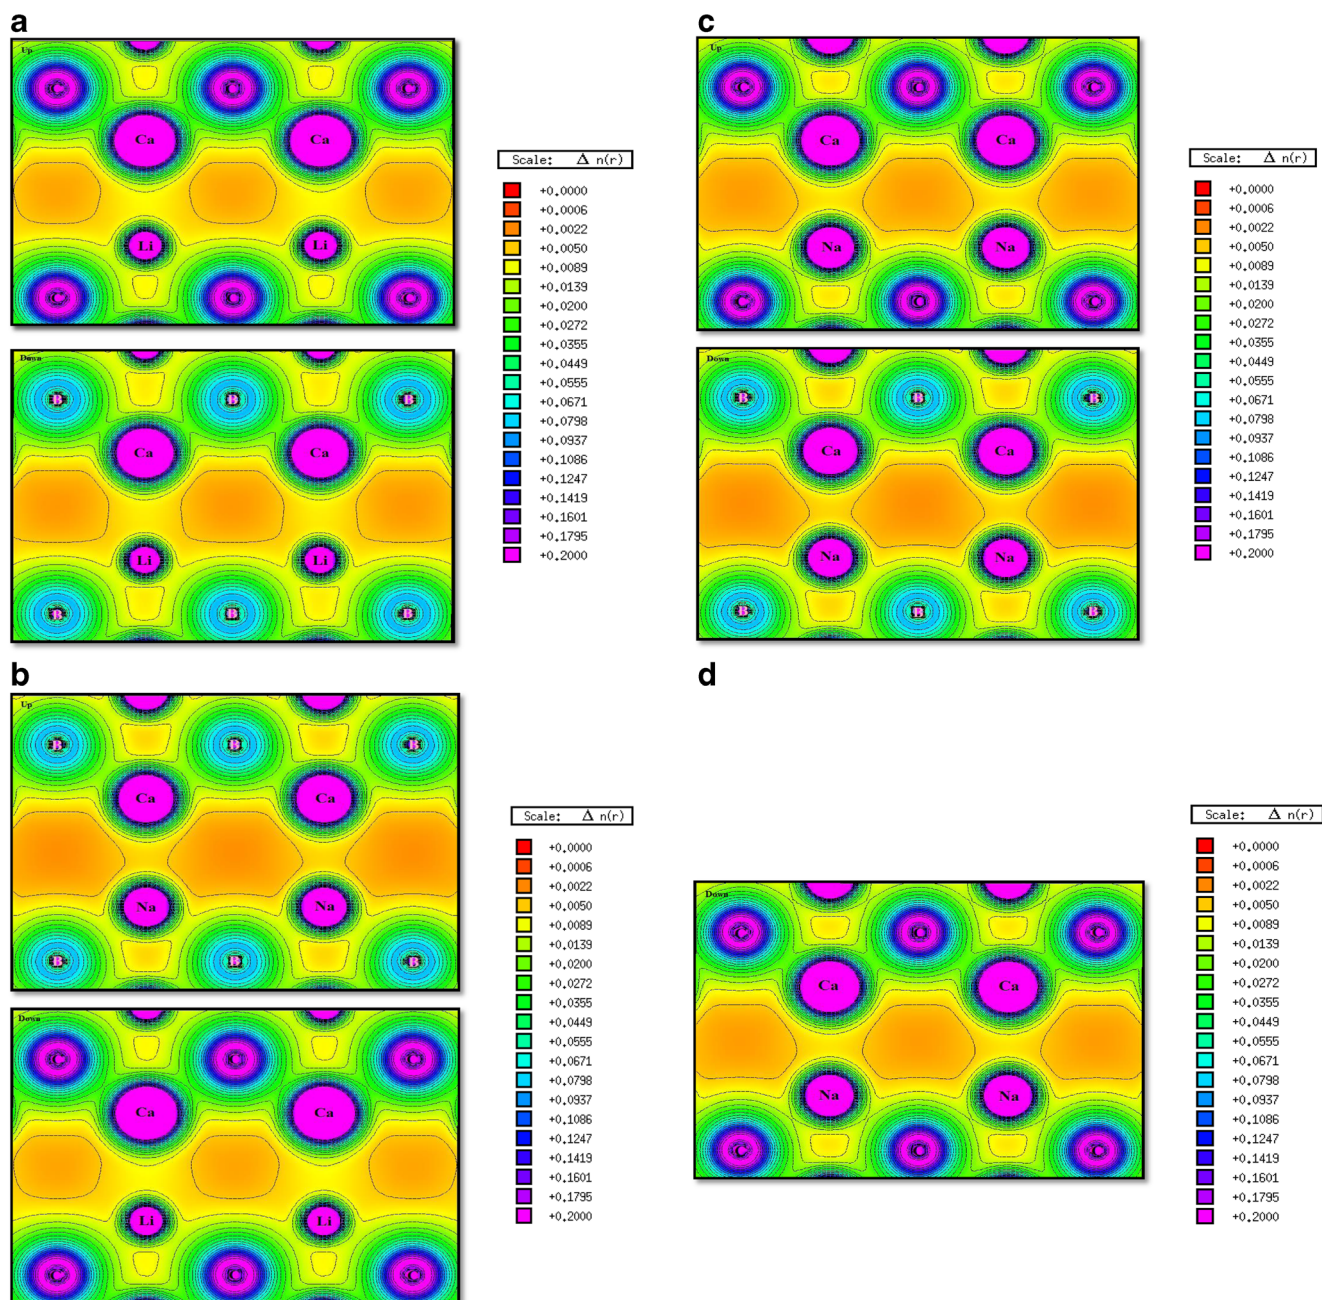 a
Up
C C C
Ca Ca
Li Li
C C C
Down
B B B
Ca Ca
Li Li
B B B
Scale: Δ n(r)
+0.0000
+0.0006
+0.0022
+0.0050
+0.0089
+0.0139
+0.0200
+0.0272
+0.0355
+0.0449
+0.0555
+0.0671
+0.0798
+0.0937
+0.1086
+0.1247
+0.1419
+0.1601
+0.1795
+0.2000
c
Up
C C C
Ca Ca
Na Na
C C C
Down
B B B
Ca Ca
Na Na
B B B
Scale: Δ n(r)
+0.0000
+0.0006
+0.0022
+0.0050
+0.0089
+0.0139
+0.0200
+0.0272
+0.0355
+0.0449
+0.0555
+0.0671
+0.0798
+0.0937
+0.1086
+0.1247
+0.1419
+0.1601
+0.1795
+0.2000
b
Up
B B B
Ca Ca
Na Na
B B B
Down
C C C
Ca Ca
Li Li
C C C
Scale: Δ n(r)
+0.0000
+0.0006
+0.0022
+0.0050
+0.0089
+0.0139
+0.0200
+0.0272
+0.0355
+0.0449
+0.0555
+0.0671
+0.0798
+0.0937
+0.1086
+0.1247
+0.1419
+0.1601
+0.1795
+0.2000
d
Down
C C C
Ca Ca
Na Na
C C C
Scale: Δ n(r)
+0.0000
+0.0006
+0.0022
+0.0050
+0.0089
+0.0139
+0.0200
+0.0272
+0.0355
+0.0449
+0.0555
+0.0671
+0.0798
+0.0937
+0.1086
+0.1247
+0.1419
+0.1601
+0.1795
+0.2000